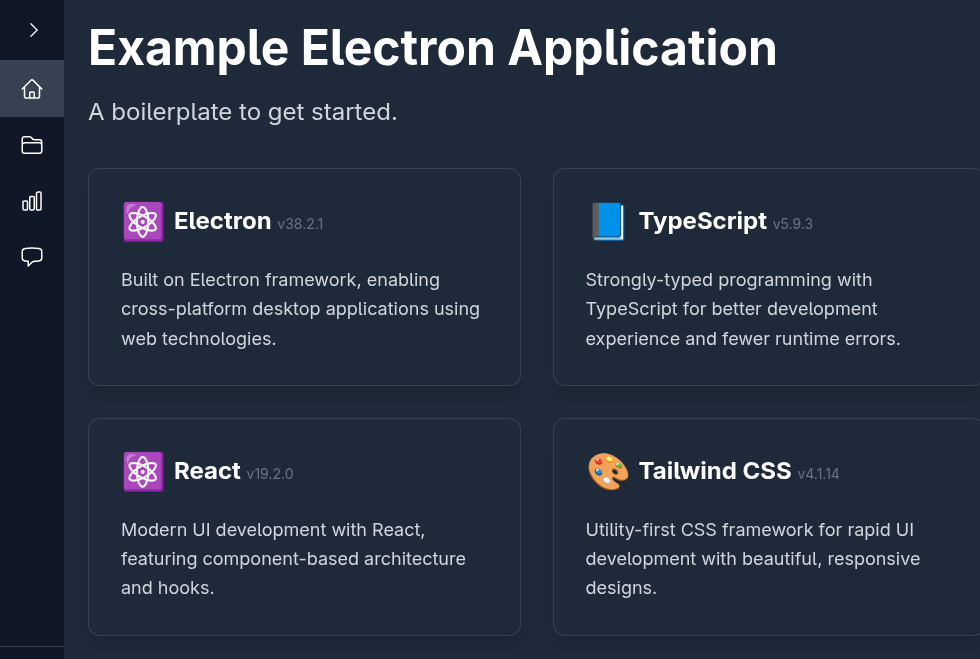 Example Electron Application
A boilerplate to get started.
Electron v38.2.1
Built on Electron framework, enabling
cross-platform desktop applications using
web technologies.
TypeScript v5.9.3
Strongly-typed programming with
TypeScript for better development
experience and fewer runtime errors.
React v19.2.0
Modern UI development with React,
featuring component-based architecture
and hooks.
Tailwind CSS v4.1.14
Utility-first CSS framework for rapid UI
development with beautiful, responsive
designs.